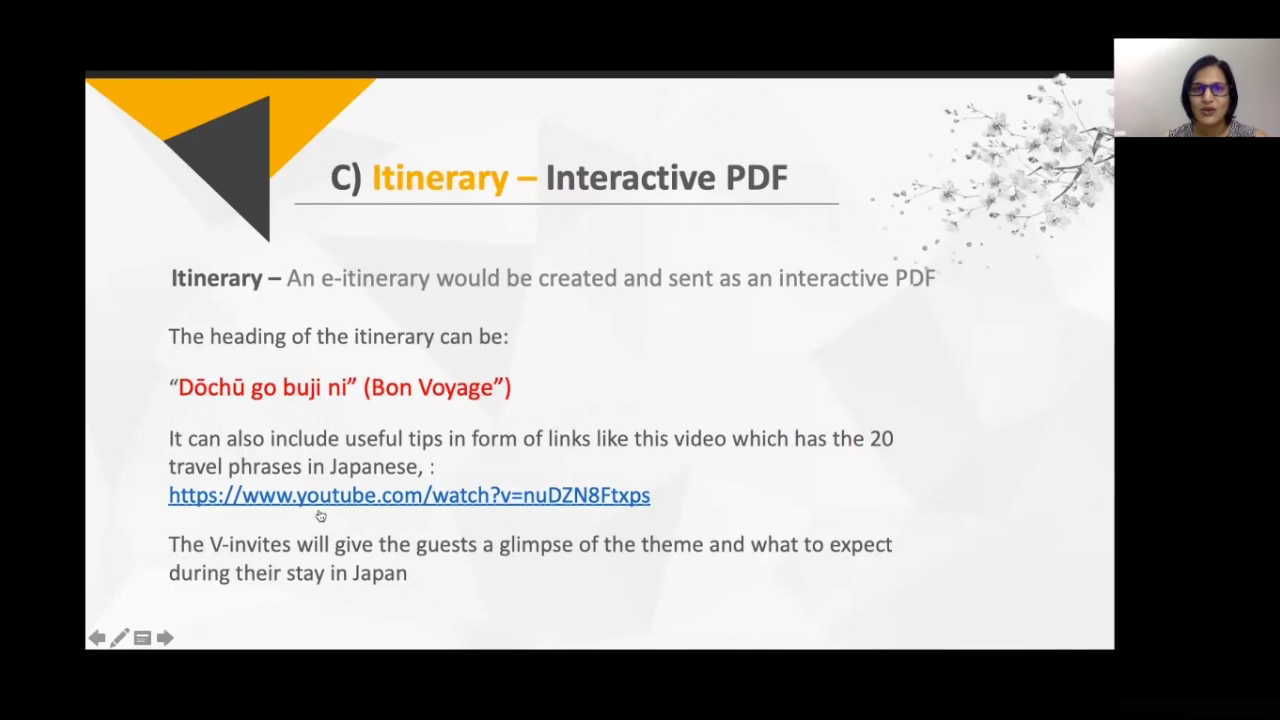 C) Itinerary – Interactive PDF
Itinerary – An e-itinerary would be created and sent as an interactive PDF
The heading of the itinerary can be:
“Dōchū go buji ni” (Bon Voyage”)
It can also include useful tips in form of links like this video which has the 20
travel phrases in Japanese, :
https://www.youtube.com/watch?v=nuDZN8Ftxps
The V-invites will give the guests a glimpse of the theme and what to expect
during their stay in Japan